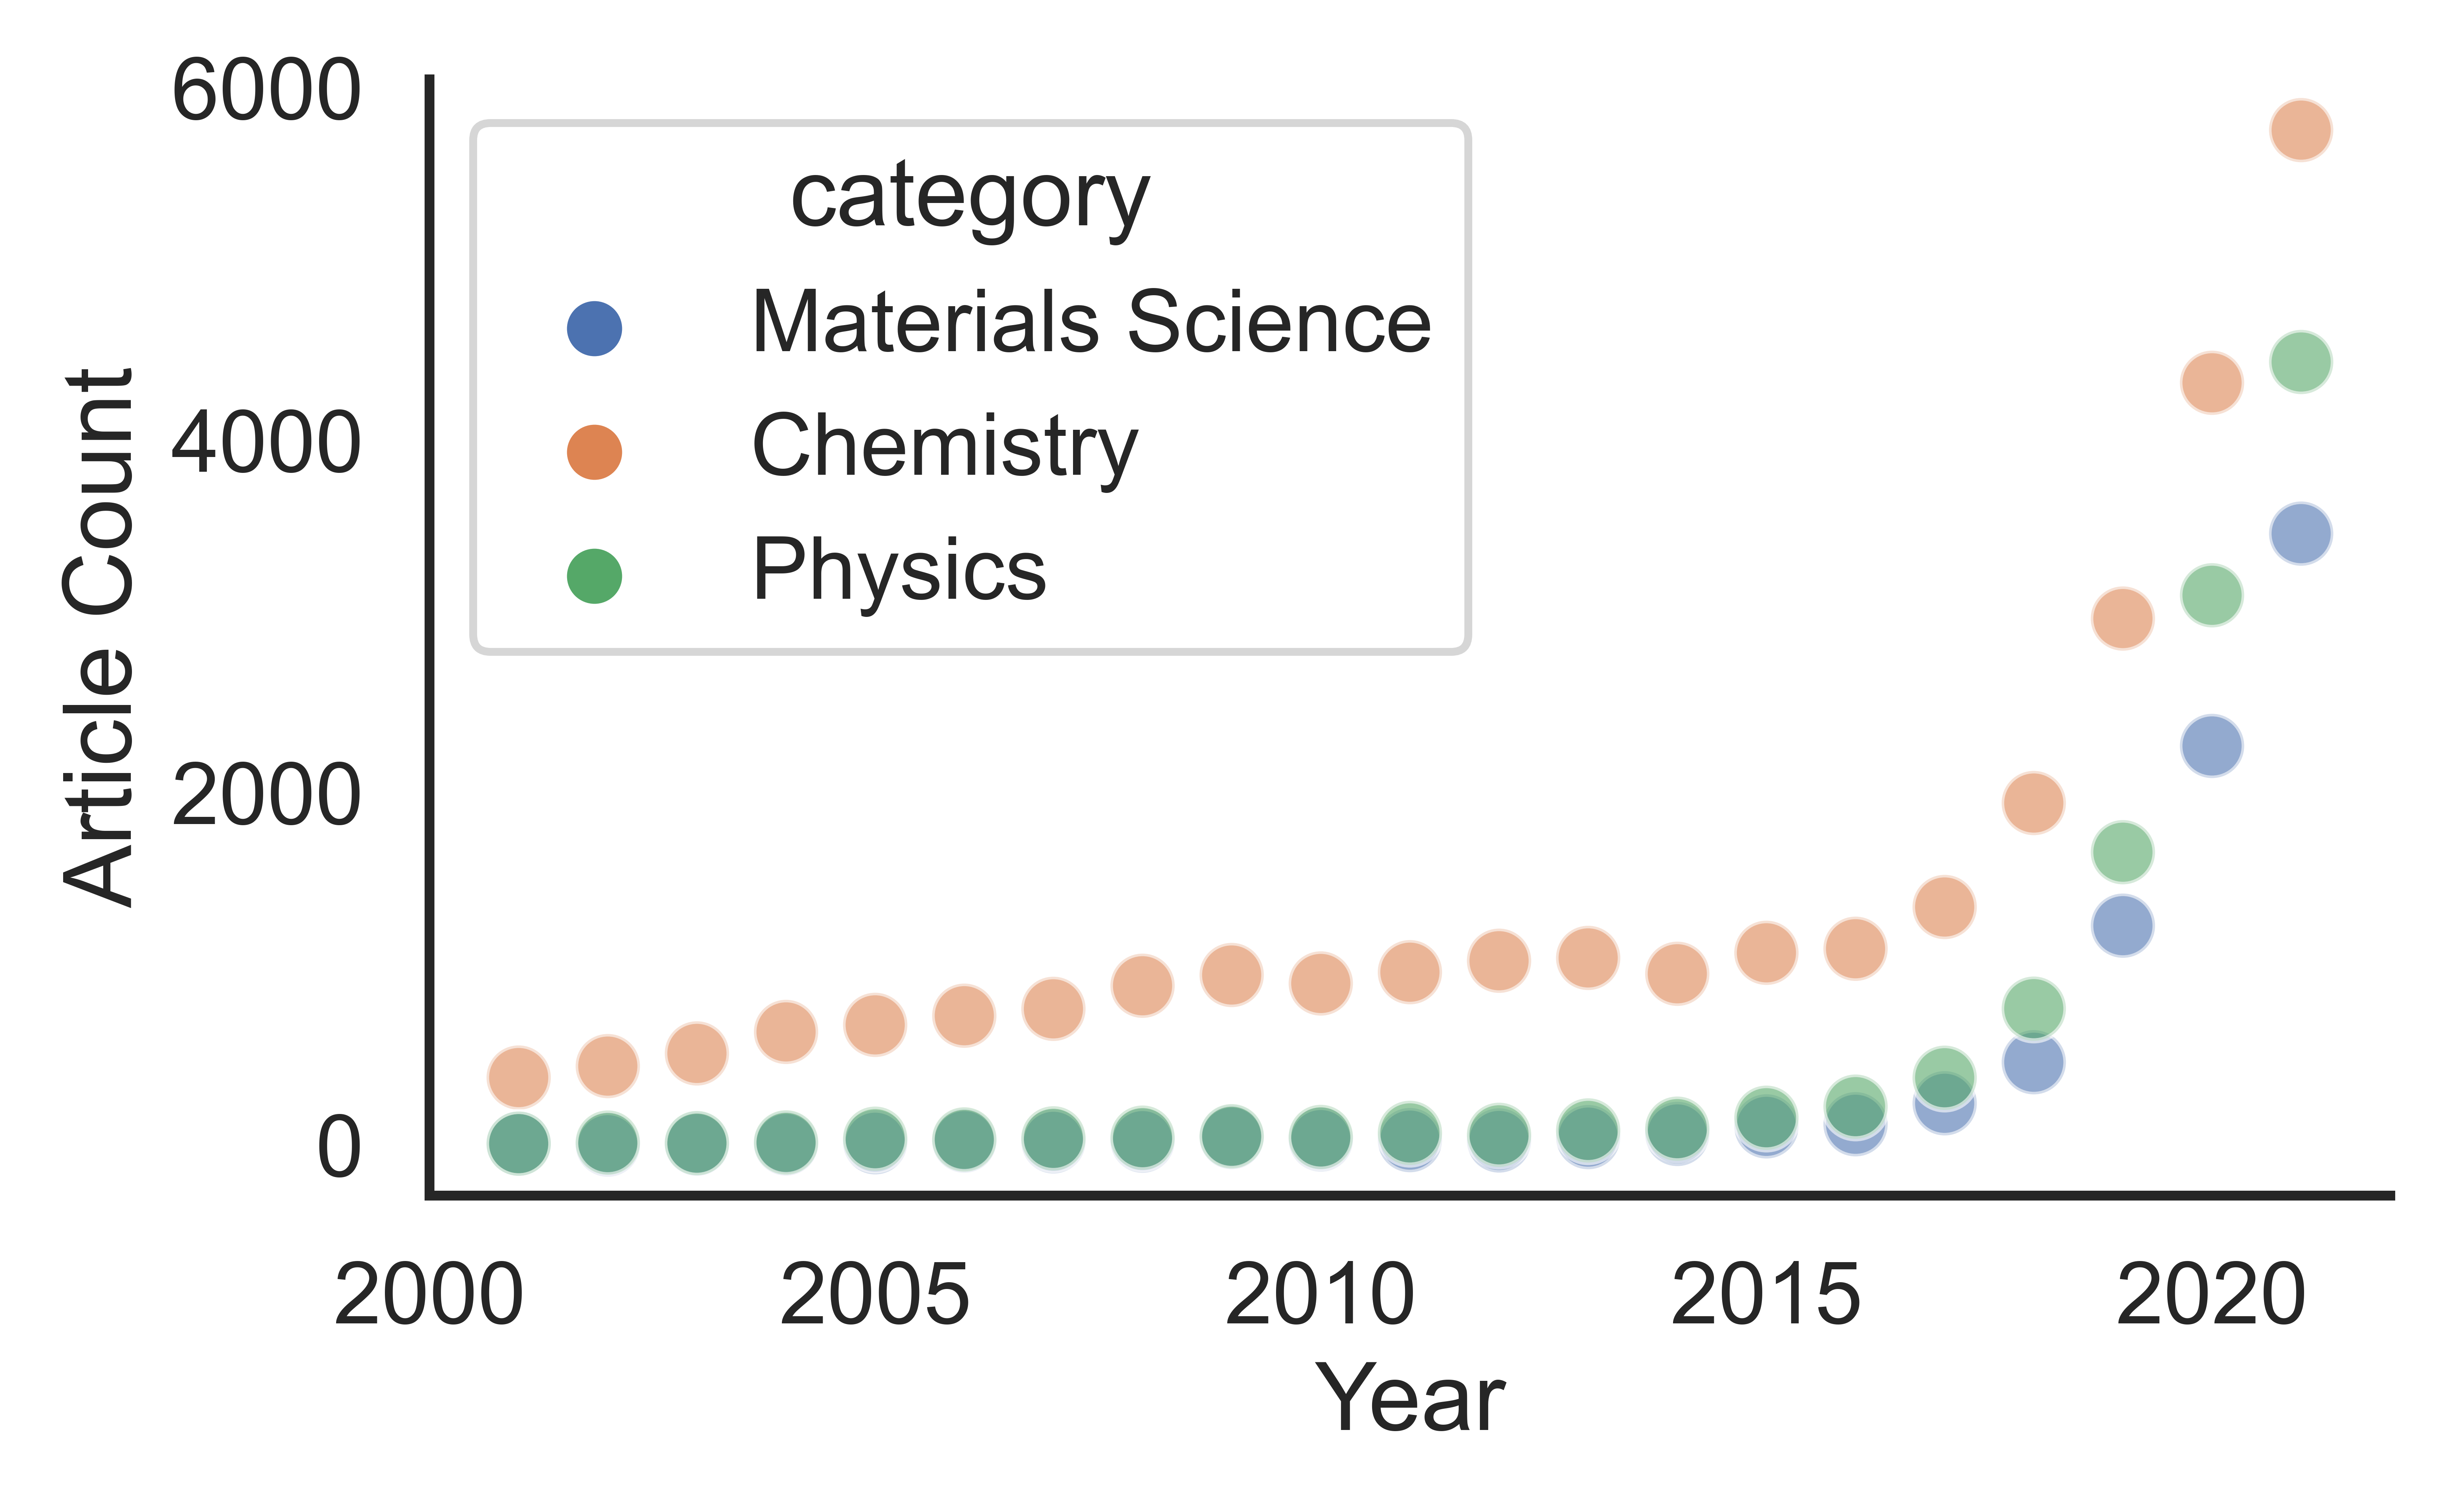 6000
4000
2000
0
Article Count
category
Materials Science
Chemistry
Physics
2000 2005 2010 2015 2020
Year